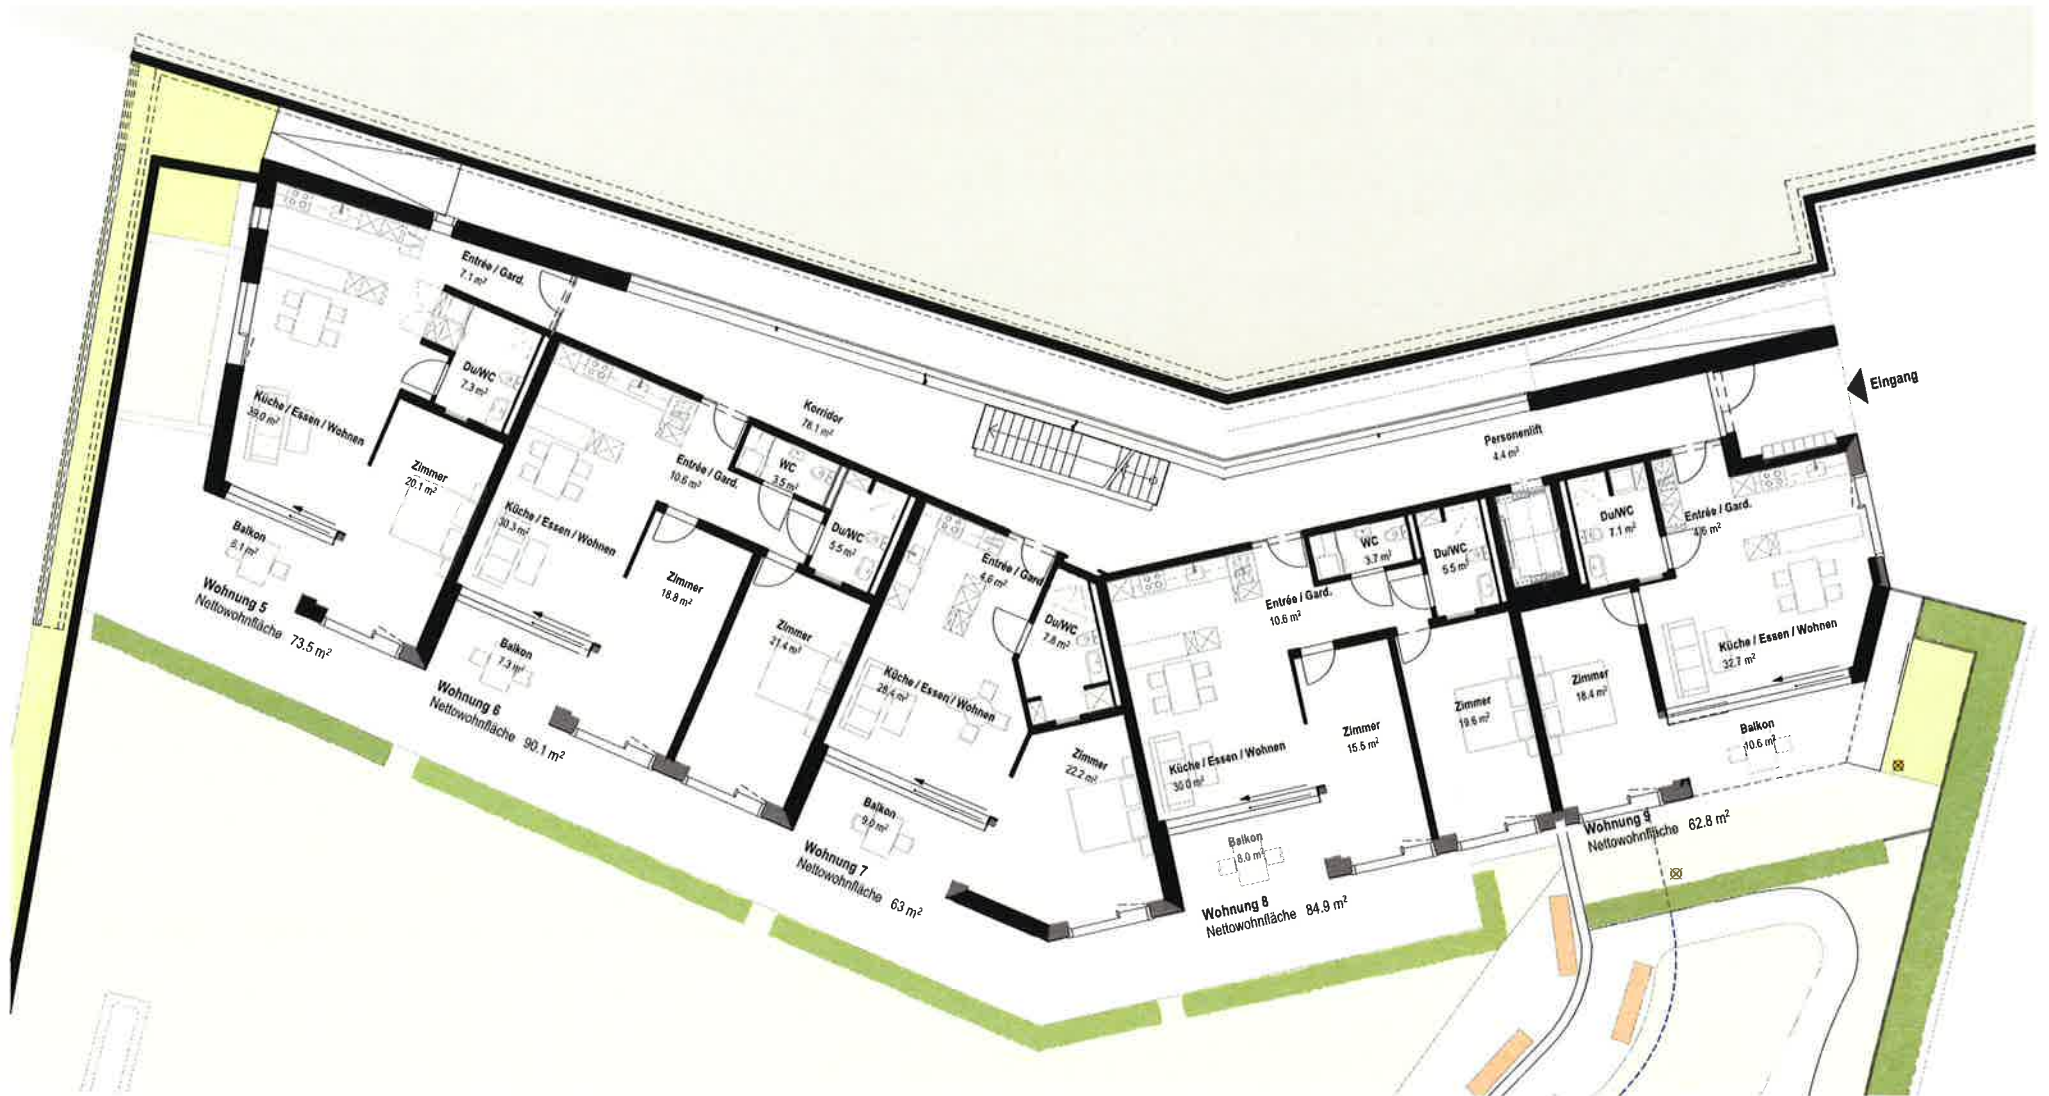 Entrée / Gard.
7.1 m²
Du/WC
7.3 m²
Küche / Essen / Wohnen
39.0 m²
Zimmer
20.1 m²
Balkon
6.1 m²
Wohnung 5
Nettowohnfläche 73.5 m²
Korridor
78.1 m²
Entrée / Gard.
10.6 m²
WC
3.5 m²
Du/WC
5.5 m²
Küche / Essen / Wohnen
30.3 m²
Zimmer
18.8 m²
Zimmer
21.4 m²
Balkon
7.3 m²
Wohnung 6
Nettowohnfläche 90.1 m²
Entrée / Gard.
4.6 m²
Du/WC
7.8 m²
Küche / Essen / Wohnen
28.4 m²
Zimmer
22.2 m²
Balkon
9.0 m²
Wohnung 7
Nettowohnfläche 63 m²
Entrée / Gard.
10.6 m²
WC
3.7 m²
Du/WC
5.5 m²
Küche / Essen / Wohnen
30.0 m²
Zimmer
15.5 m²
Zimmer
19.6 m²
Balkon
8.0 m²
Wohnung 8
Nettowohnfläche 84.9 m²
Personenlift
4.4 m²
Eingang
Du/WC
7.1 m²
Entrée / Gard.
4.6 m²
Küche / Essen / Wohnen
32.7 m²
Zimmer
18.4 m²
Balkon
10.6 m²
Wohnung 9
Nettowohnfläche 62.8 m²